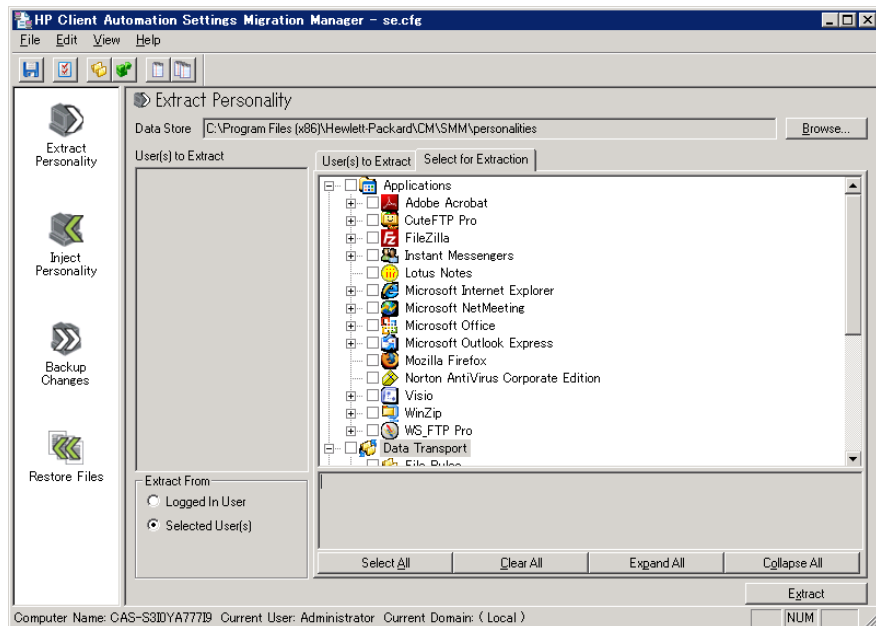 HP Client Automation Settings Migration Manager - se.cfg
File Edit View Help
Extract Personality
Inject Personality
Backup Changes
Restore Files
Extract Personality
Data Store C:\Program Files (x86)\Hewlett-Packard\CM\SMM\personalities Browse...
User(s) to Extract
User(s) to Extract Select for Extraction
Applications
Adobe Acrobat
CuteFTP Pro
FileZilla
Instant Messengers
Lotus Notes
Microsoft Internet Explorer
Microsoft NetMeeting
Microsoft Office
Microsoft Outlook Express
Mozilla Firefox
Norton AntiVirus Corporate Edition
Visio
WinZip
WS_FTP Pro
Data Transport
File Rules
Extract From
Logged In User
Selected User(s)
Select All Clear All Expand All Collapse All
Extract
Computer Name: CAS-S3I0YA777I9 Current User: Administrator Current Domain: ( Local ) NUM